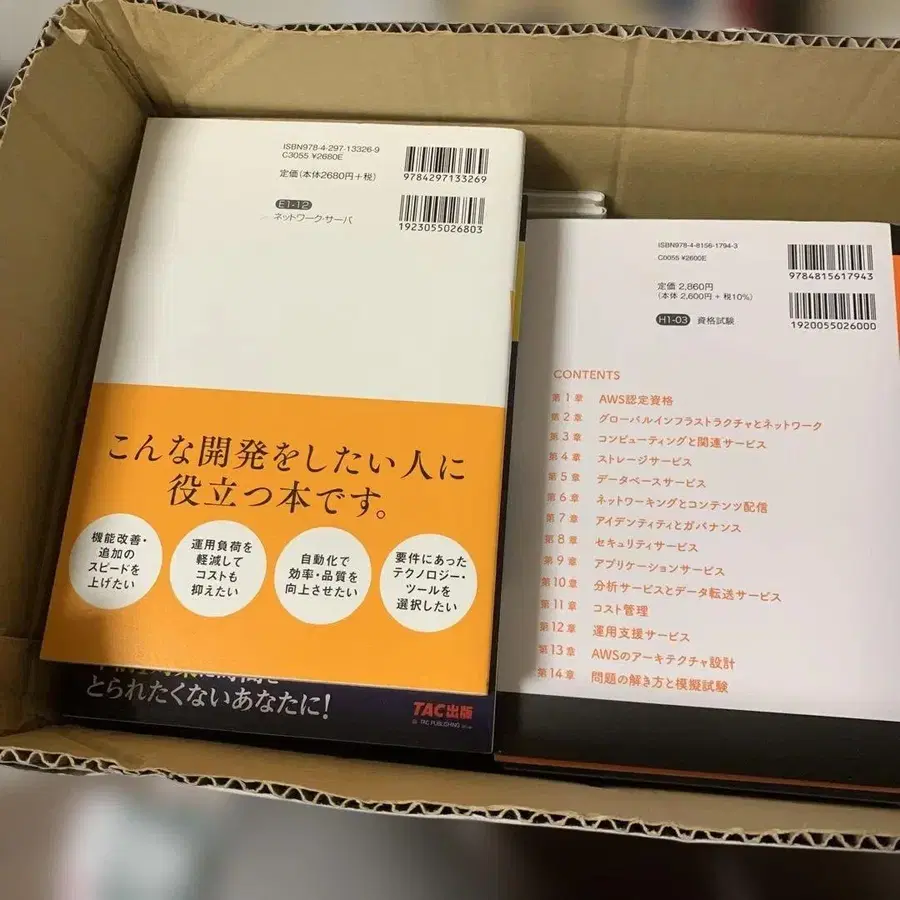 ISBN978-4-297-13326-9
C3055 ¥2680E
定価(本体2680円+税)
9784297133269
E1-12
ネットワーク・サーバ
1923055026803
こんな開発をしたい人に
役立つ本です。
機能改善・
追加の
スピードを
上げたい
運用負荷を
軽減して
コストも
抑えたい
自動化で
効率・品質を
向上させたい
要件にあった
テクノロジー・
ツールを
選択したい
とられたくないあなたに!
TAC出版
TAC PUBLISHING
ISBN978-4-8156-1794-3
C0055 ¥2600E
9784815617943
定価 2,860円
(本体 2,600円 + 税10%)
1920055026000
H1-03 資格試験
CONTENTS
第1章 AWS認定資格
第2章 グローバルインフラストラクチャとネットワーク
第3章 コンピューティングと関連サービス
第4章 ストレージサービス
第5章 データベースサービス
第6章 ネットワーキングとコンテンツ配信
第7章 アイデンティティとガバナンス
第8章 セキュリティサービス
第9章 アプリケーションサービス
第10章 分析サービスとデータ転送サービス
第11章 コスト管理
第12章 運用支援サービス
第13章 AWSのアーキテクチャ設計
第14章 問題の解き方と模擬試験